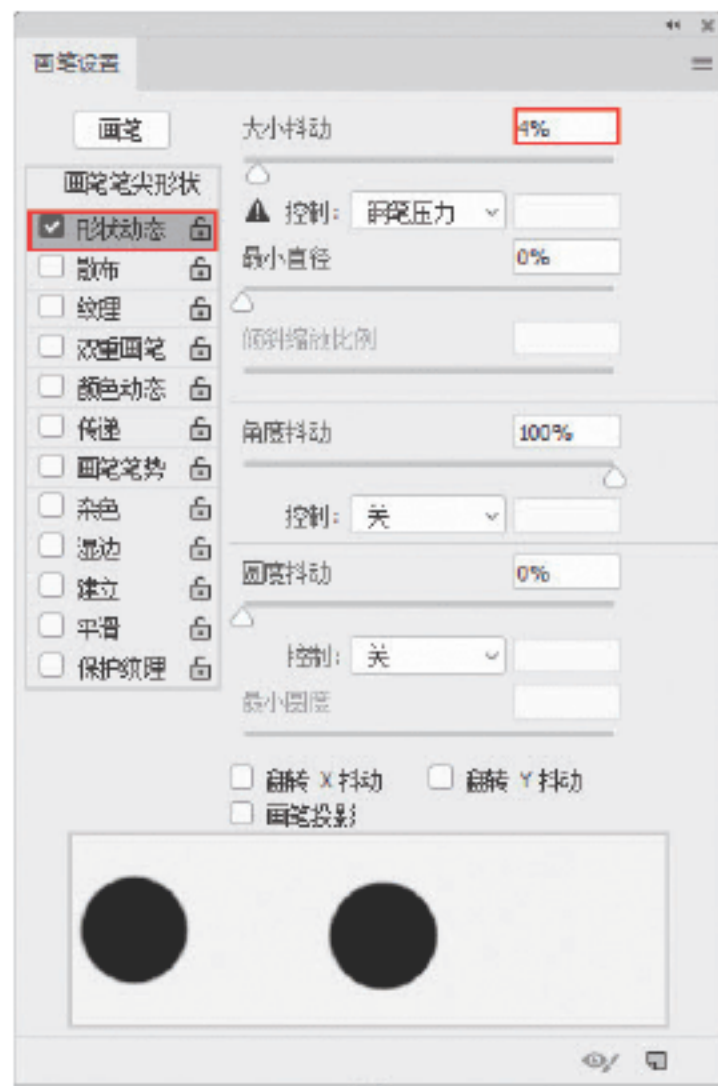 画笔设置
画笔
画笔笔尖形状
形状动态
散布
纹理
双重画笔
颜色动态
传递
画笔笔势
杂色
湿边
建立
平滑
保护纹理
大小抖动 4%
控制: 钢笔压力
最小直径 0%
倾斜缩放比例
角度抖动 100%
控制: 关
圆度抖动 0%
控制: 关
最小圆度
翻转 X 抖动 翻转 Y 抖动
画笔投影